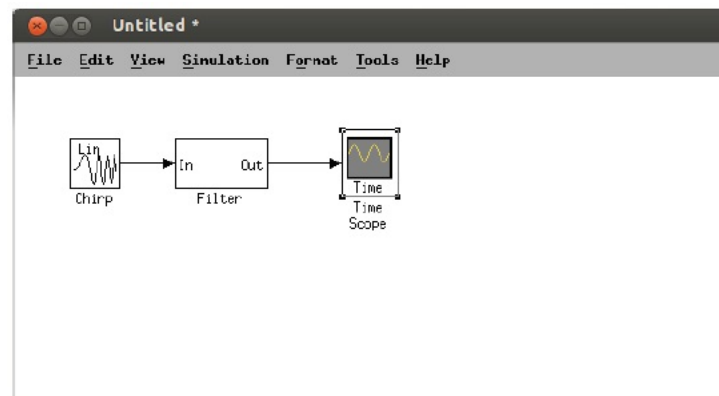 Untitled *
File Edit View Simulation Format Tools Help
Lin
In Out
Time
Chirp Filter Time
Scope